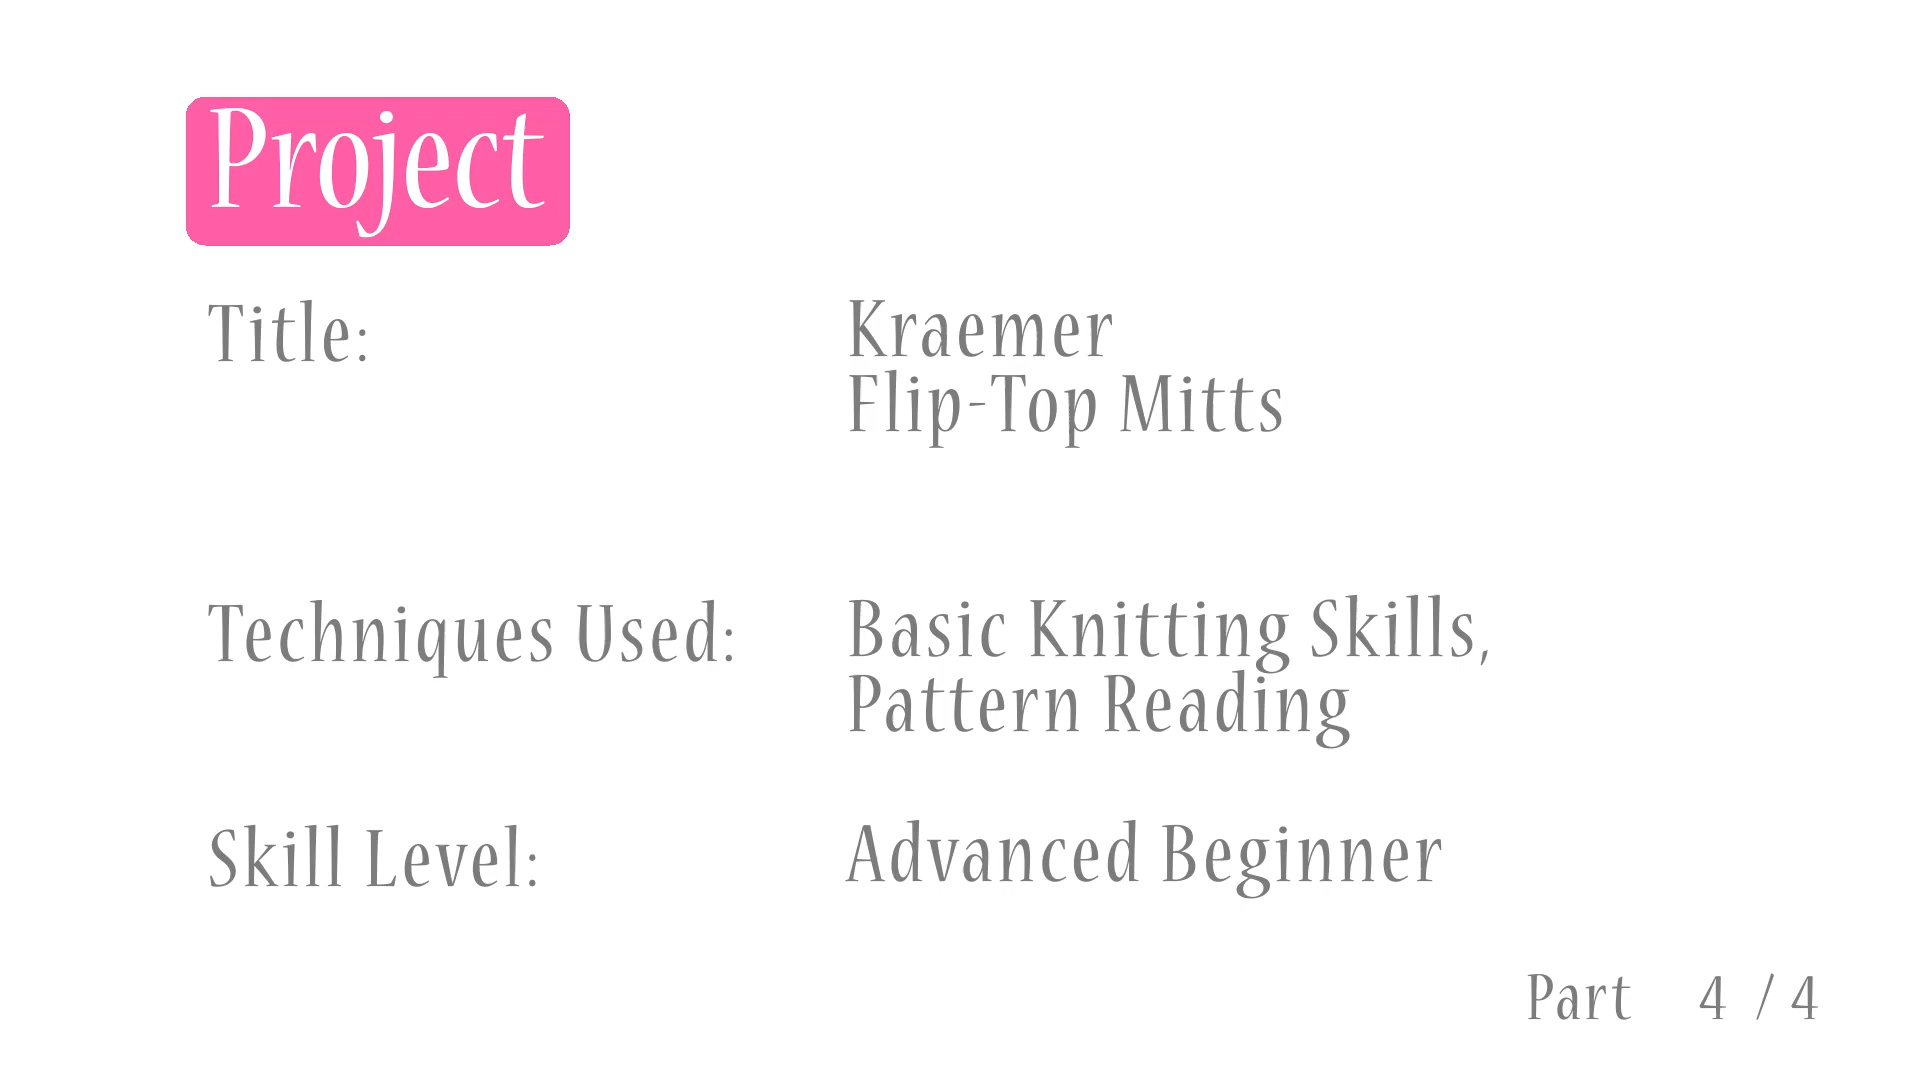 Project
Title: Kraemer
Flip-Top Mitts
Techniques Used: Basic Knitting Skills,
Pattern Reading
Skill Level: Advanced Beginner
Part 4 / 4